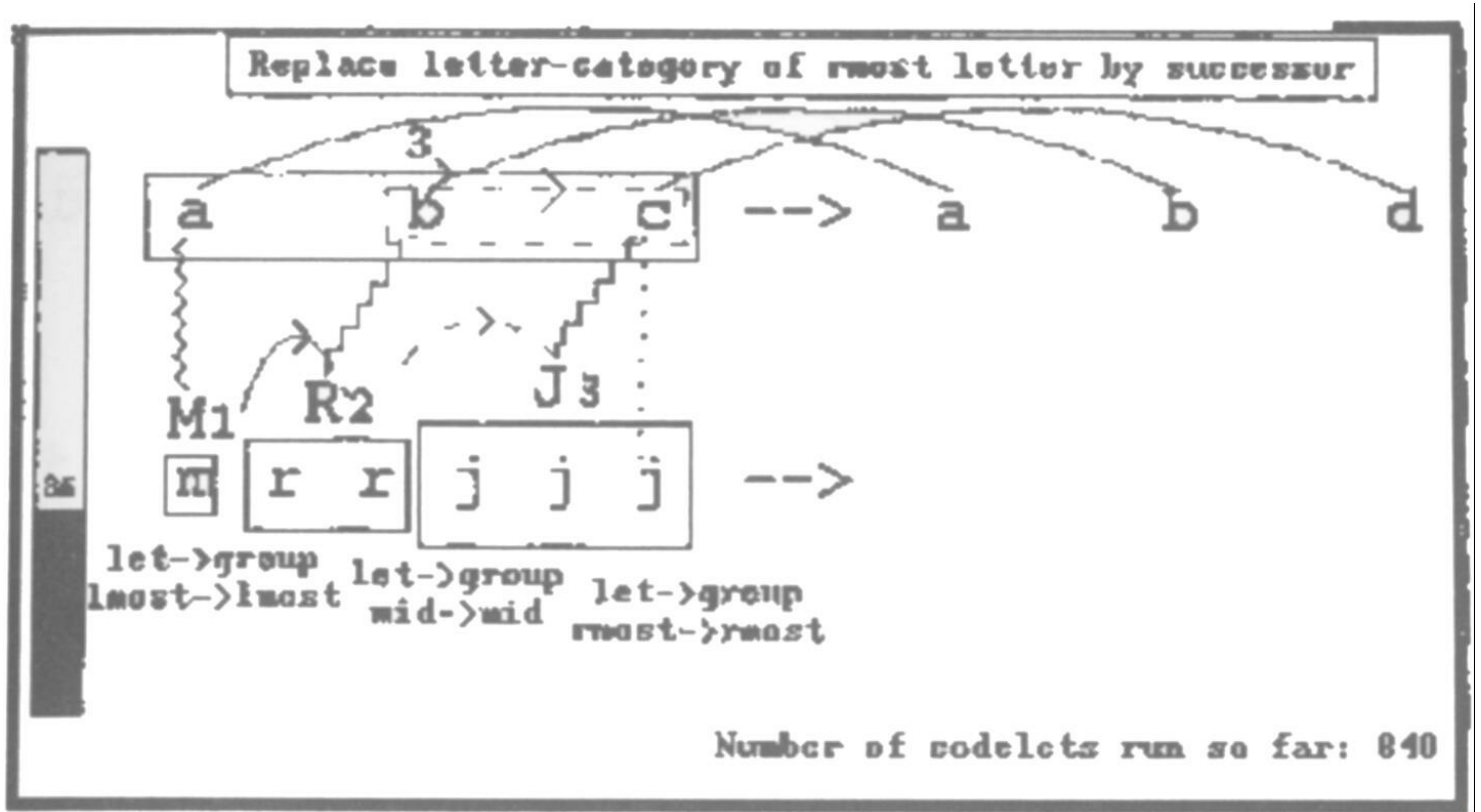 Replace letter-category of rmost letter by successor
3
a b c --> a b d
M1 R2 J3
m r r j j j -->
let->group let->group let->group
lmost->lmost mid->mid rmost->rmost
Number of codelets run so far: 840